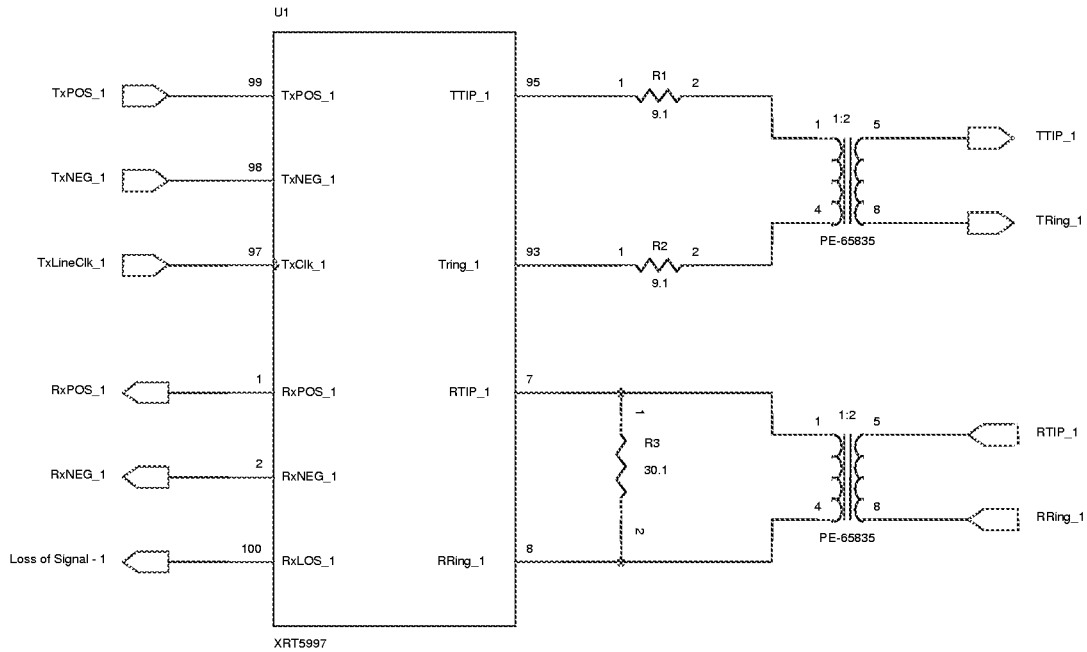 U1
TxPOS_1 99 TxPOS_1 TTIP_1 95 1 R1 2
9.1
1 1:2 5 TTIP_1
TxNEG_1 98 TxNEG_1
4 8 TRing_1
PE-65835
TxLineClk_1 97 TxClk_1 Tring_1 93 1 R2 2
9.1
RxPOS_1 1 RxPOS_1 RTIP_1 7
1
1 1:2 5 RTIP_1
R3
30.1
RxNEG_1 2 RxNEG_1
4 8 RRing_1
2
PE-65835
Loss of Signal - 1 100 RxLOS_1 RRing_1 8
XRT5997